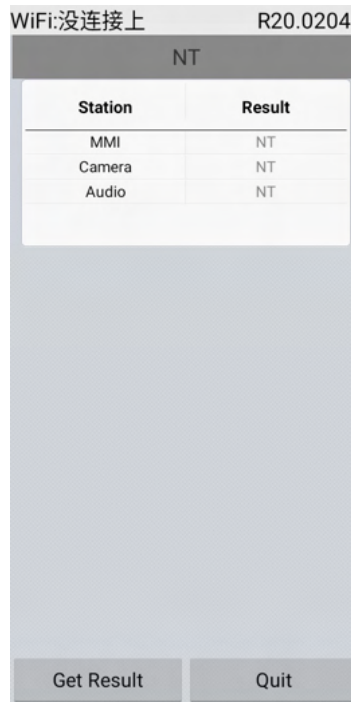 WiFi:没连接上 R20.0204
NT
Station Result
MMI NT
Camera NT
Audio NT
Get Result Quit